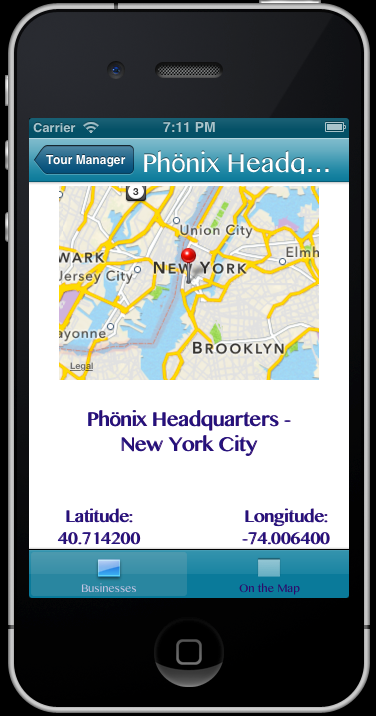 Carrier 7:11 PM
Tour Manager Phönix Headq...
3
Union City
WARK
Jersey City
NEW YORK
Elmh
ayonne
BROOKLYN
Legal
Phönix Headquarters -
New York City
Latitude: Longitude:
40.714200 -74.006400
Businesses On the Map